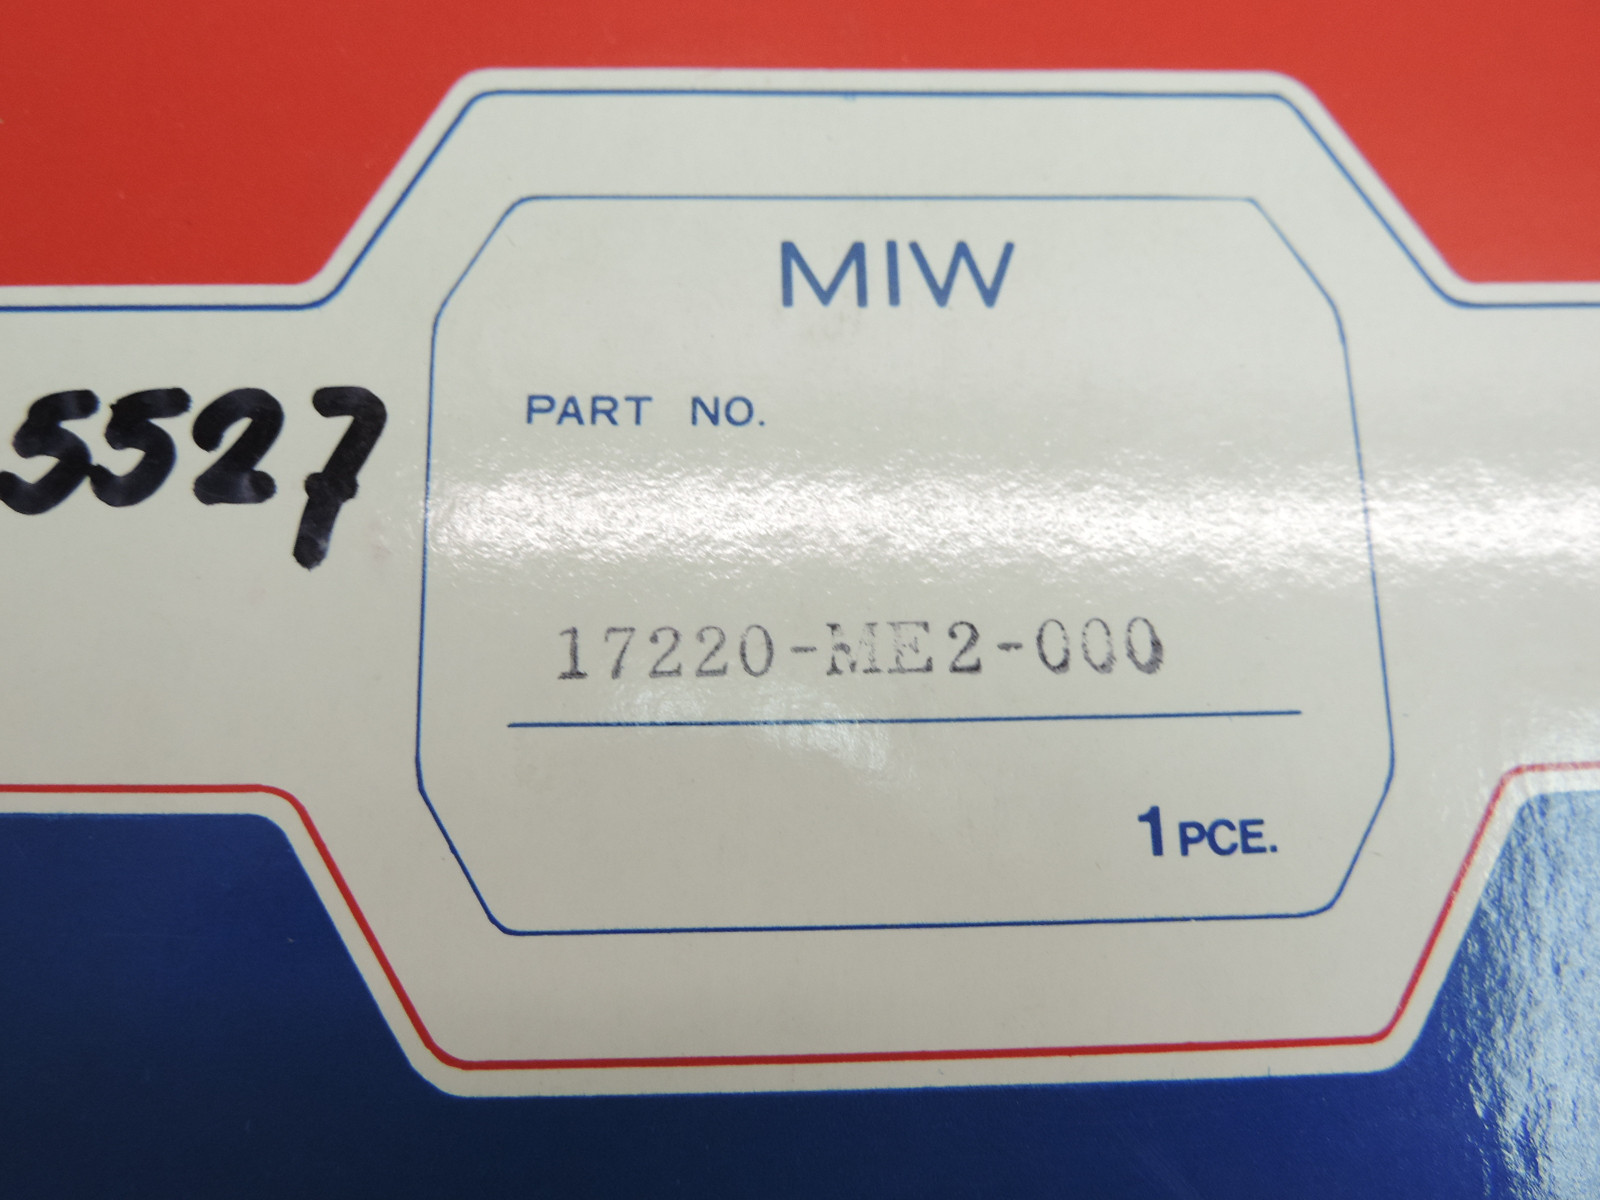 MIW
PART NO.
5527
17220-ME2-000
1 PCE.